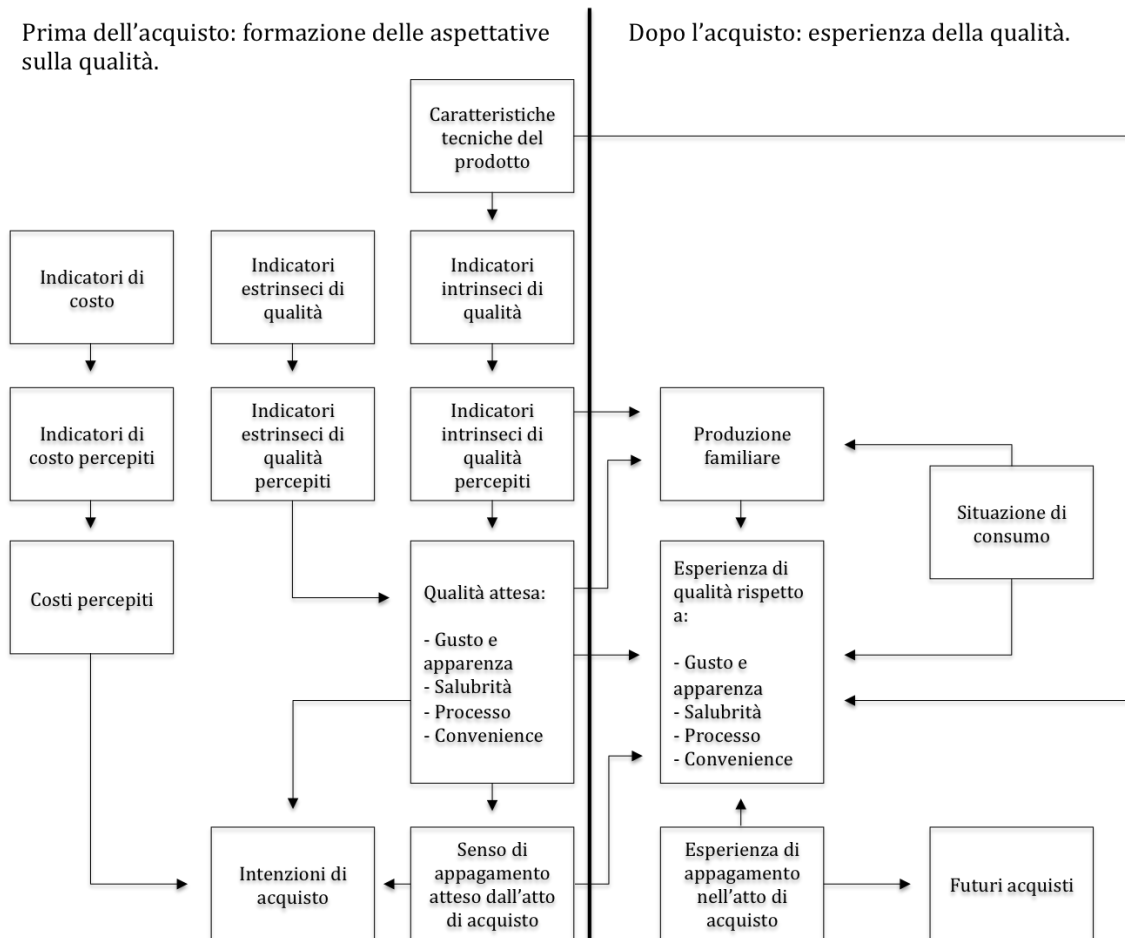 Prima dell'acquisto: formazione delle aspettative
sulla qualità.
Dopo l'acquisto: esperienza della qualità.
Caratteristiche
tecniche del
prodotto
Indicatori di
costo
Indicatori
estrinseci di
qualità
Indicatori
intrinseci di
qualità
Indicatori di
costo percepiti
Indicatori
estrinseci di
qualità
percepiti
Indicatori
intrinseci di
qualità
percepiti
Produzione
familiare
Situazione di
consumo
Costi percepiti
Qualità attesa:
- Gusto e
apparenza
- Salubrità
- Processo
- Convenience
Esperienza di
qualità rispetto
a:
- Gusto e
apparenza
- Salubrità
- Processo
- Convenience
Intenzioni di
acquisto
Senso di
appagamento
atteso dall'atto
di acquisto
Esperienza di
appagamento
nell'atto di
acquisto
Futuri acquisti